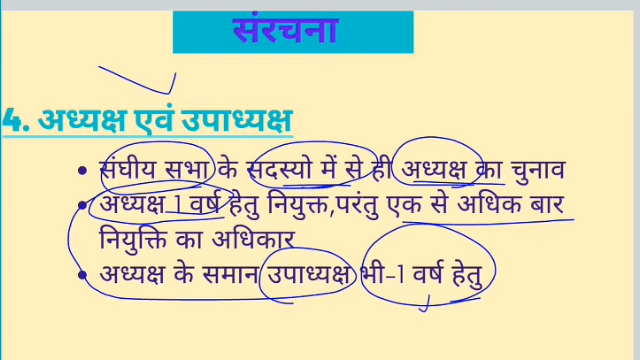 संरचना
4. अध्यक्ष एवं उपाध्यक्ष
• संघीय सभा के सदस्यो में से ही अध्यक्ष का चुनाव
• अध्यक्ष 1 वर्ष हेतु नियुक्त,परंतु एक से अधिक बार
नियुक्ति का अधिकार
• अध्यक्ष के समान उपाध्यक्ष भी-1 वर्ष हेतु